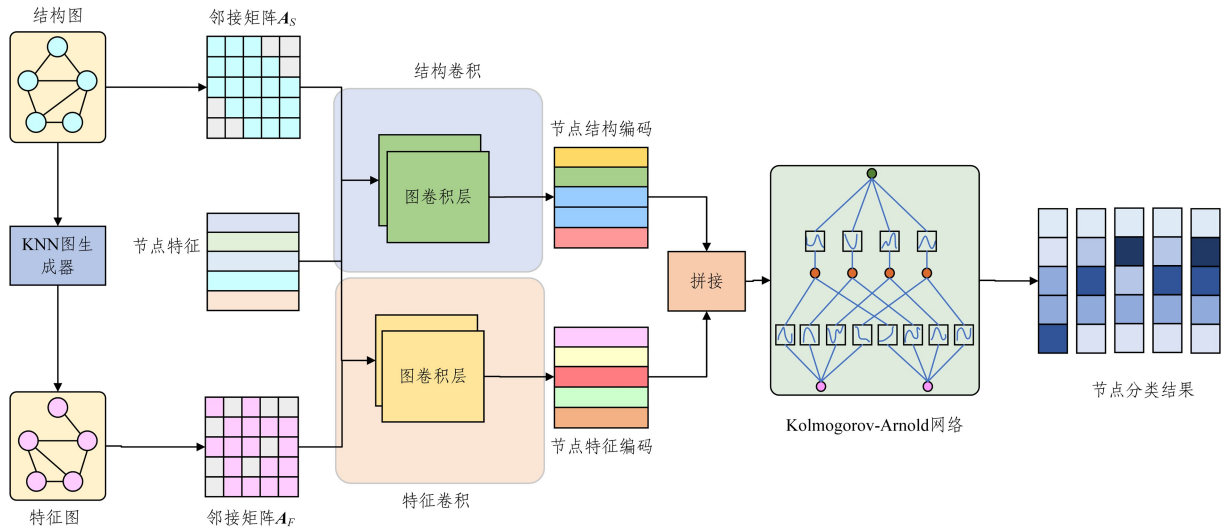 结构图
邻接矩阵A_S
结构卷积
图卷积层
节点结构编码
KNN图生
成器
节点特征
拼接
图卷积层
Kolmogorov-Arnold网络
节点分类结果
节点特征编码
特征卷积
特征图
邻接矩阵A_F